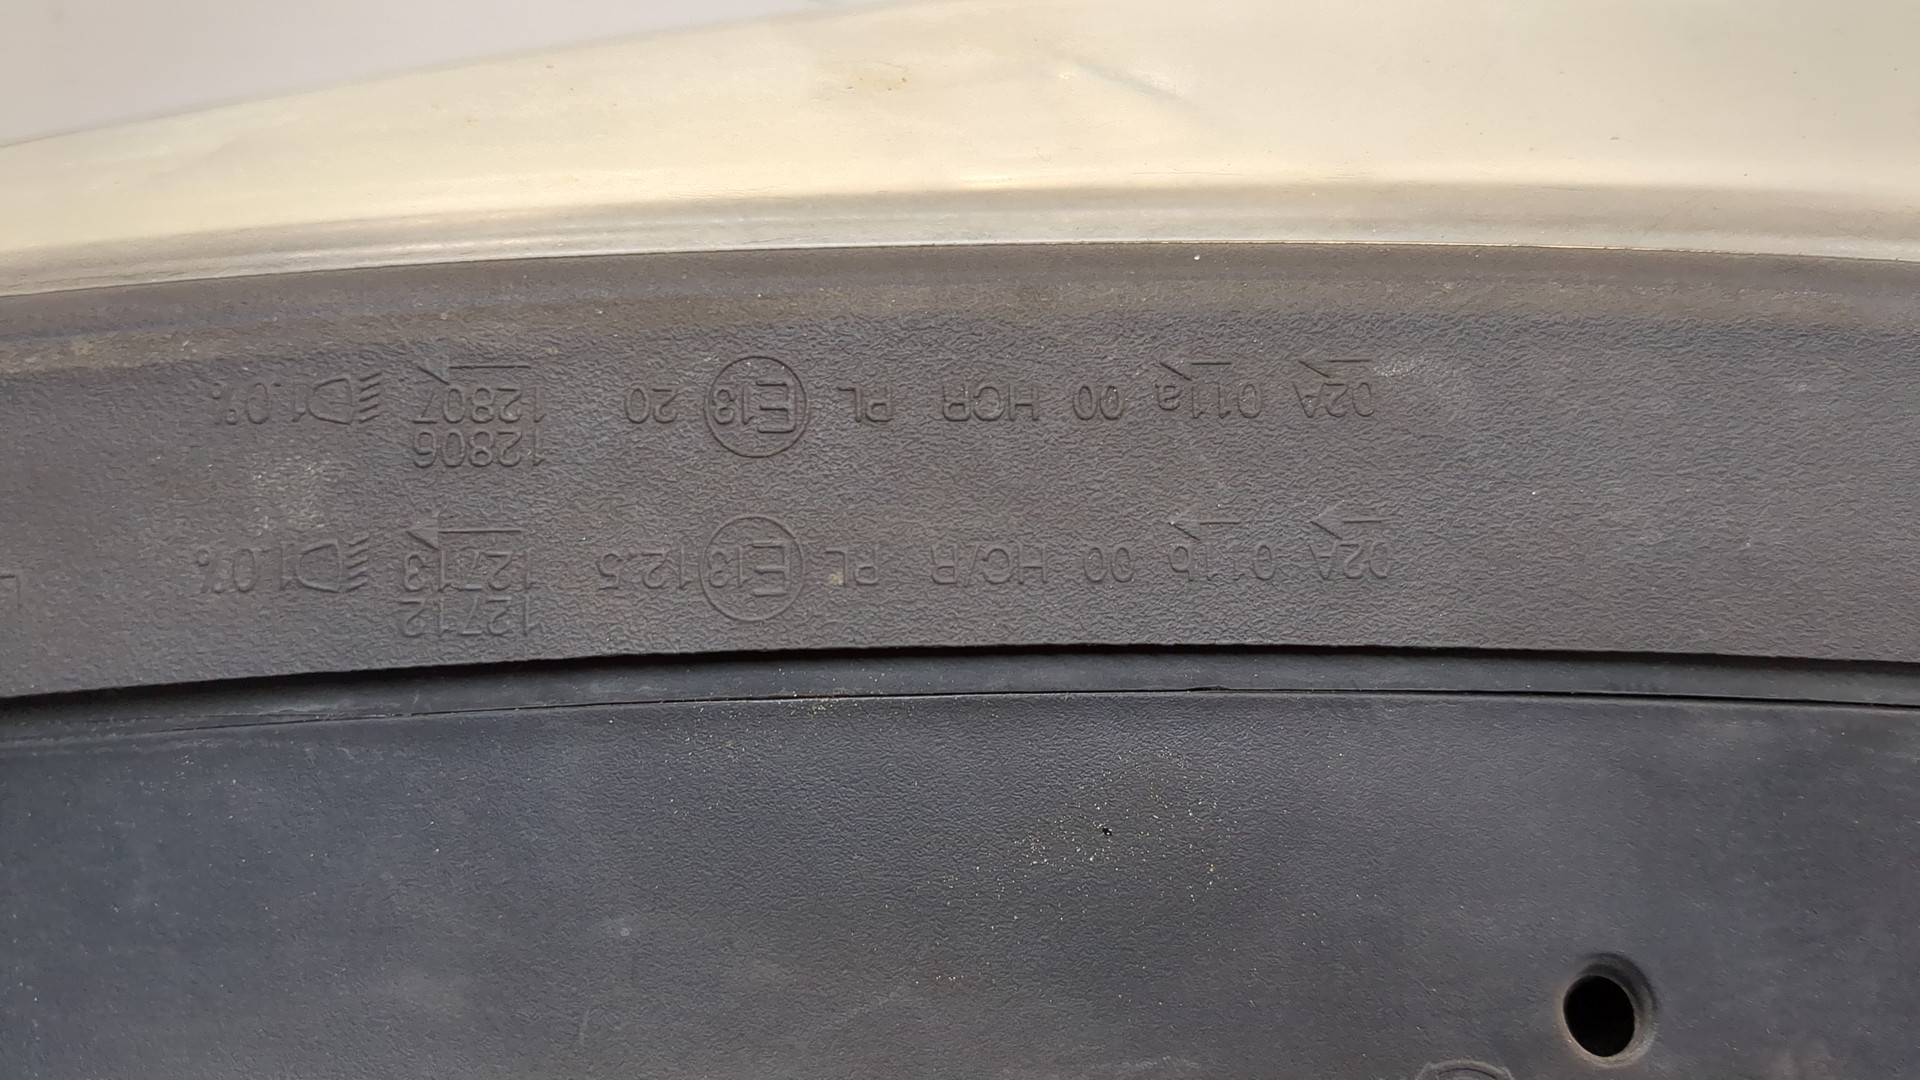 12712
02A 011b 00 HC/R PL E13 12.5 12713 1.0%
12806
02A 011a 00 HCR PL E13 20 12807 1.0%